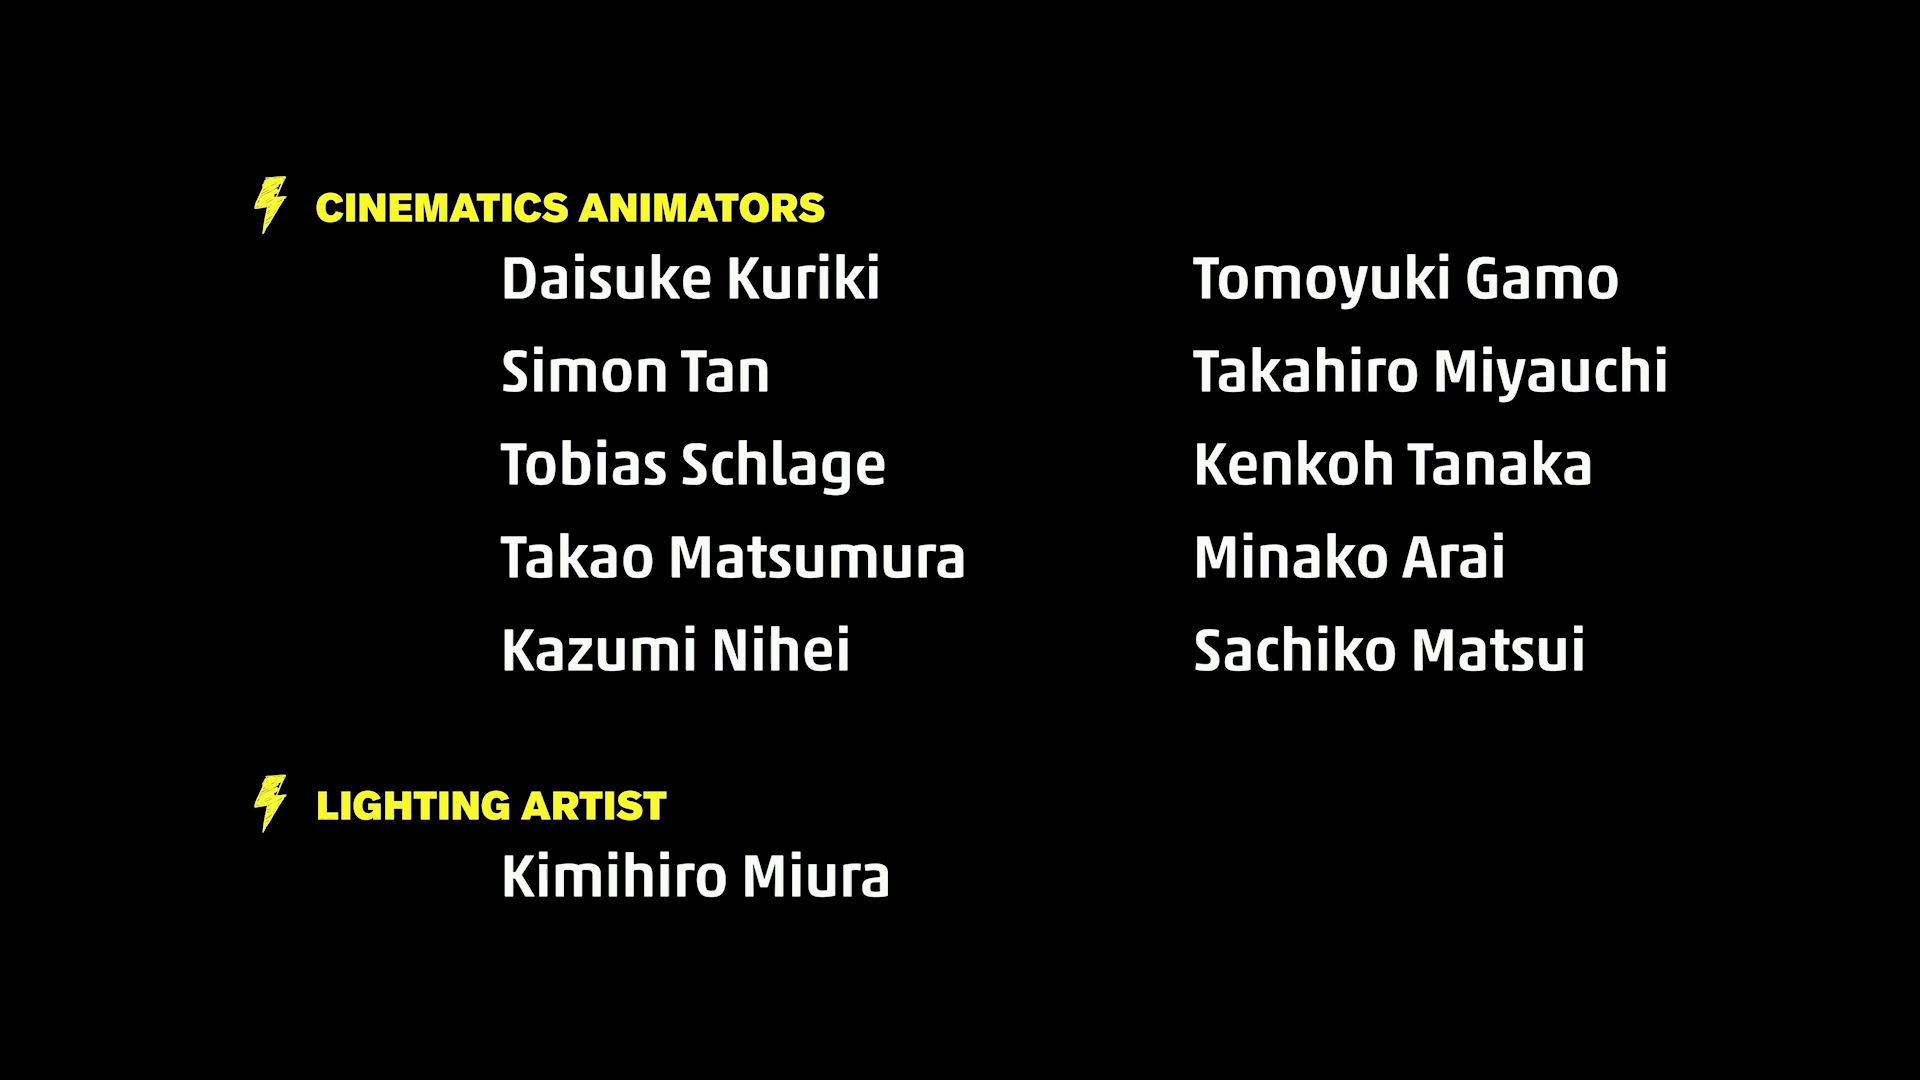 CINEMATICS ANIMATORS
Daisuke Kuriki Tomoyuki Gamo
Simon Tan Takahiro Miyauchi
Tobias Schlage Kenkoh Tanaka
Takao Matsumura Minako Arai
Kazumi Nihei Sachiko Matsui
LIGHTING ARTIST
Kimihiro Miura